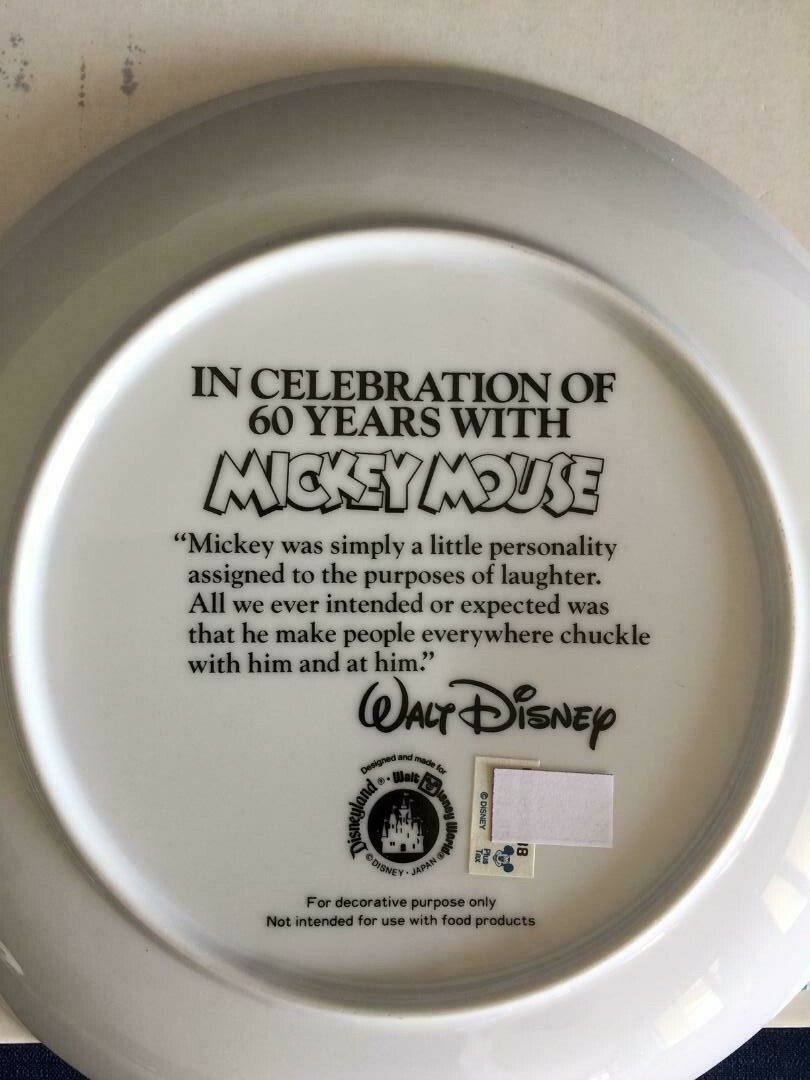 IN CELEBRATION OF
60 YEARS WITH
MICKEY MOUSE
“Mickey was simply a little personality
assigned to the purposes of laughter.
All we ever intended or expected was
that he make people everywhere chuckle
with him and at him.”
WALT DISNEY
Designed and made for
Disneyland® · Walt Disney World®
© DISNEY · JAPAN
© DISNEY
18
Plus
Tax
For decorative purpose only
Not intended for use with food products